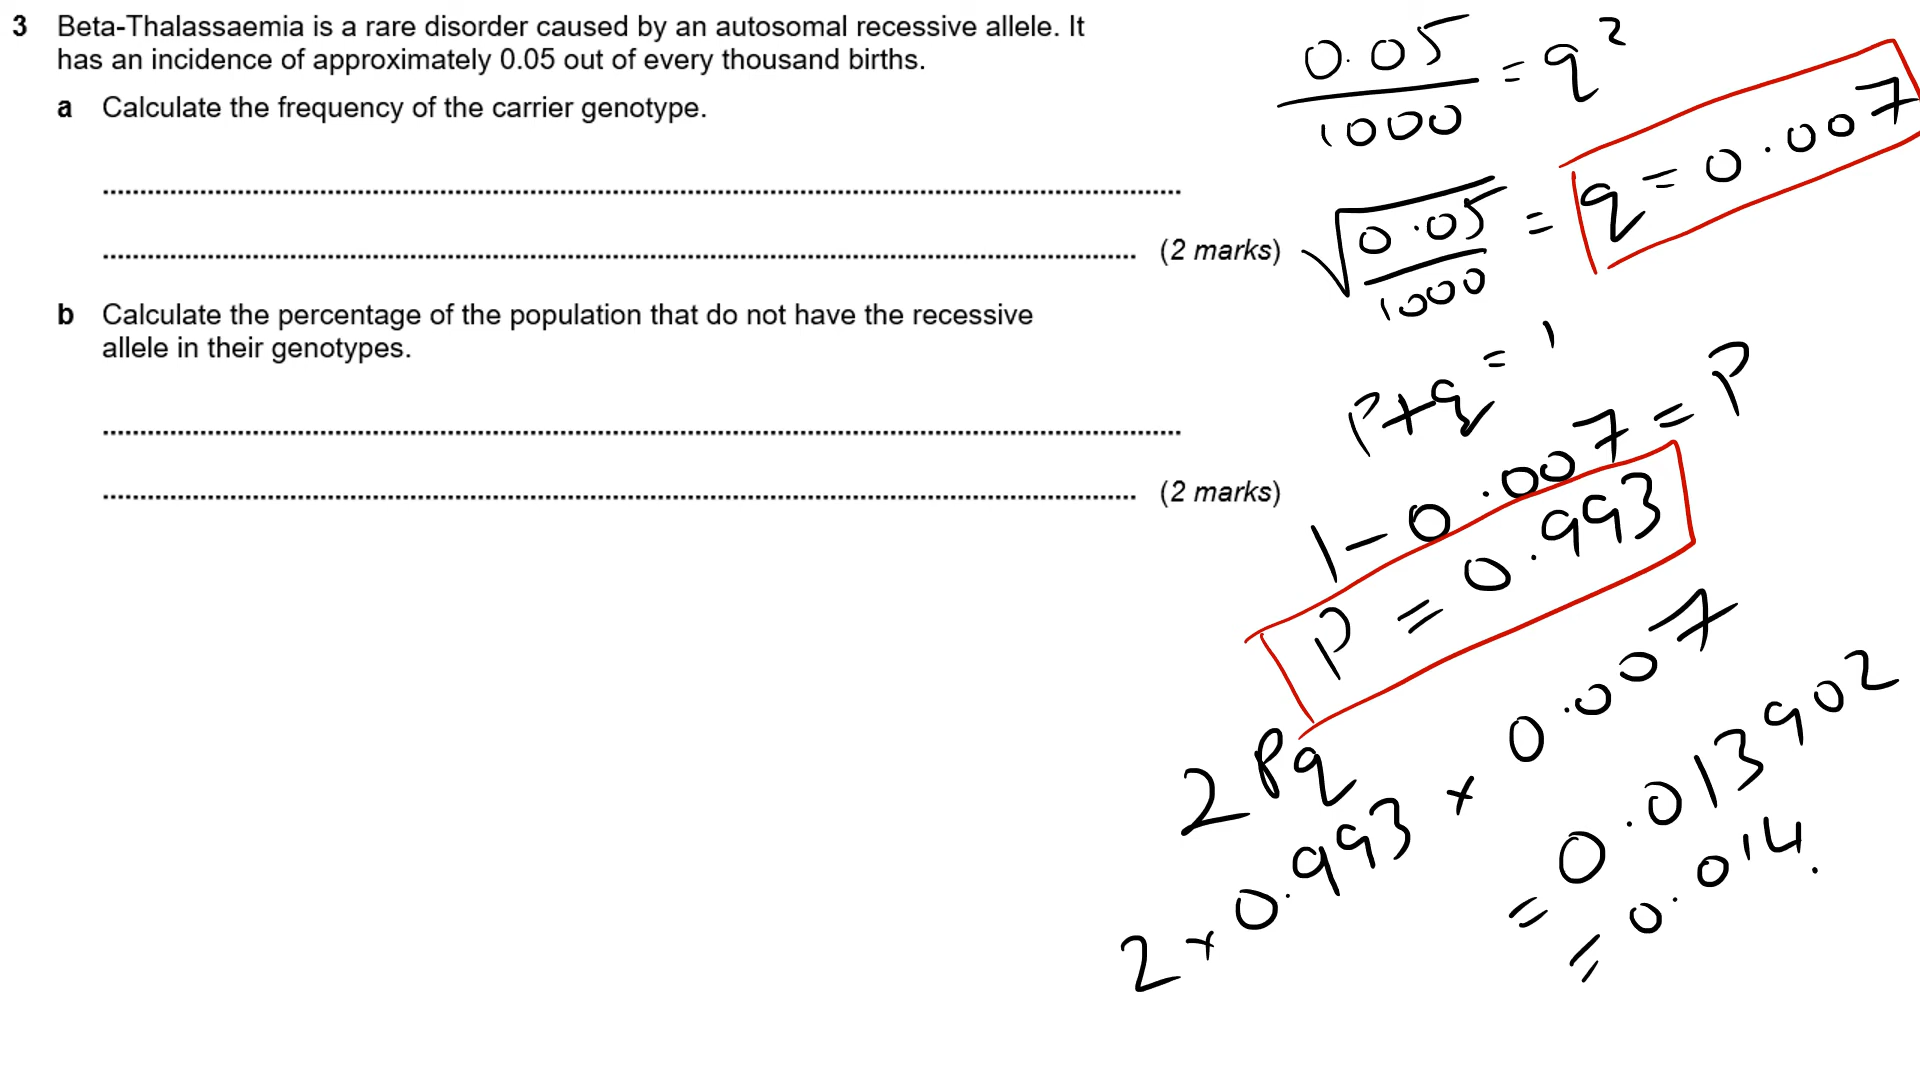 3 Beta-Thalassaemia is a rare disorder caused by an autosomal recessive allele. It
has an incidence of approximately 0.05 out of every thousand births.
a Calculate the frequency of the carrier genotype.
(2 marks)
b Calculate the percentage of the population that do not have the recessive
allele in their genotypes.
(2 marks)
0.05/1000 = q²
√(0.05/1000) = q = 0.007
p+q = 1
1 - 0.007 = P
P = 0.993
2pq
2 × 0.993 × 0.007
= 0.013902
= 0.014.